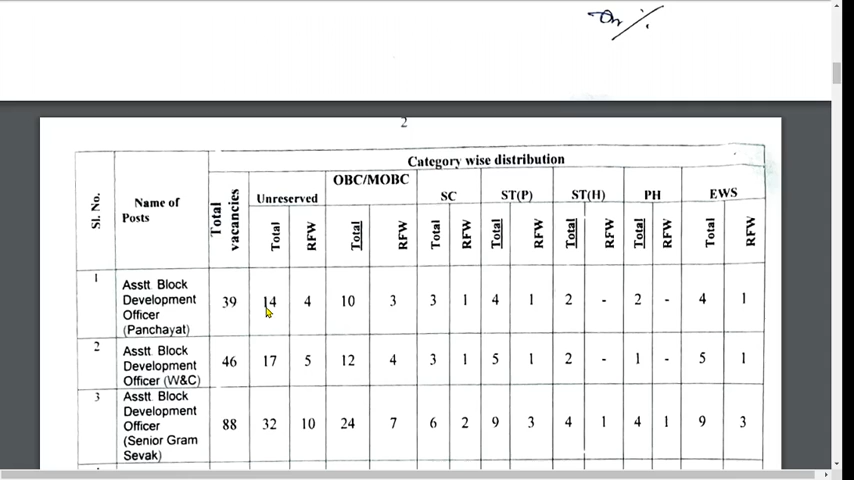 2
Sl. No.
Name of Posts
Total vacancies
Category wise distribution
Unreserved
OBC/MOBC
SC
ST(P)
ST(H)
PH
EWS
Total RFW Total RFW Total RFW Total RFW Total RFW Total RFW Total RFW
1 Asstt Block Development Officer (Panchayat) 39 14 4 10 3 3 1 4 1 2 - 2 - 4 1
2 Asstt Block Development Officer (W&C) 46 17 5 12 4 3 1 5 1 2 - 1 - 5 1
3 Asstt Block Development Officer (Senior Gram Sevak) 88 32 10 24 7 6 2 9 3 4 1 4 1 9 3